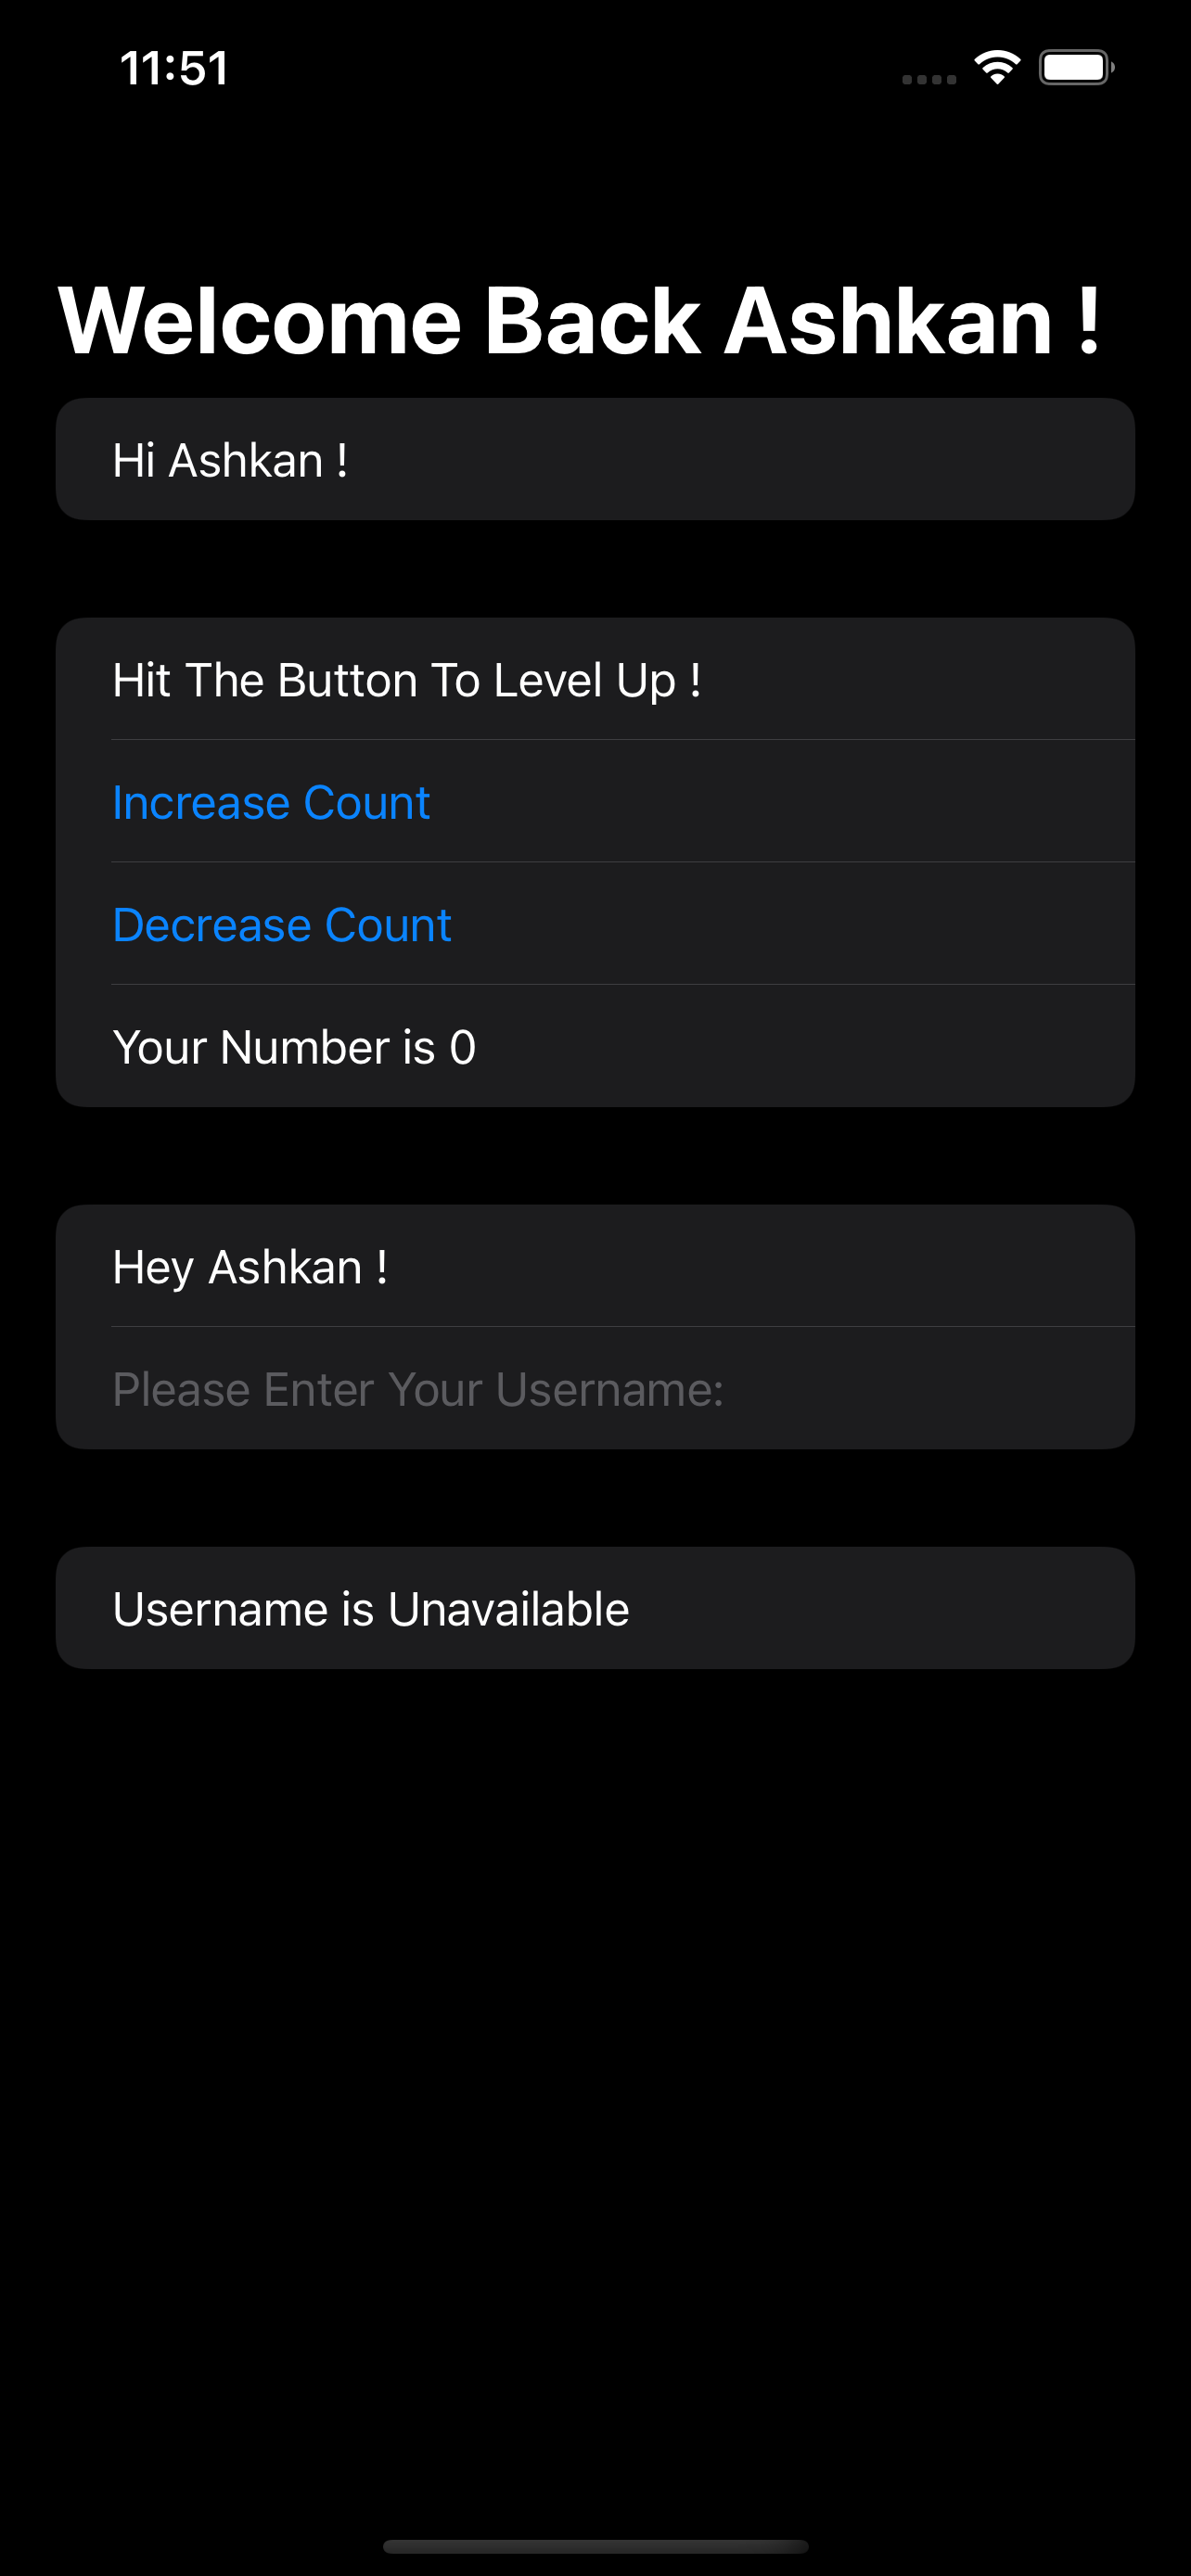 11:51
Welcome Back Ashkan !
Hi Ashkan !
Hit The Button To Level Up !
Increase Count
Decrease Count
Your Number is 0
Hey Ashkan !
Please Enter Your Username:
Username is Unavailable